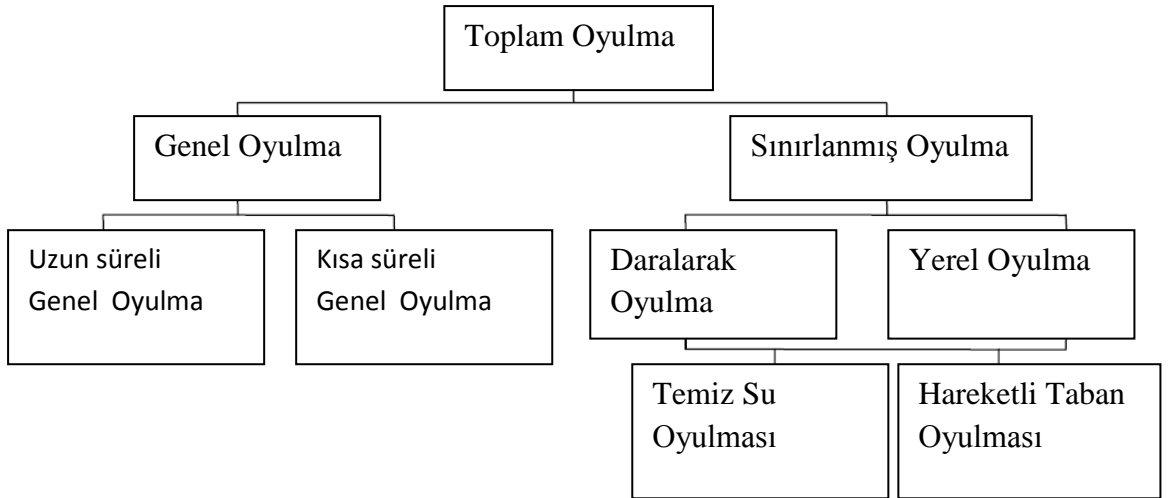 Toplam Oyulma
Genel Oyulma
Sınırlanmış Oyulma
Uzun süreli
Genel Oyulma
Kısa süreli
Genel Oyulma
Daralarak
Oyulma
Yerel Oyulma
Temiz Su
Oyulması
Hareketli Taban
Oyulması